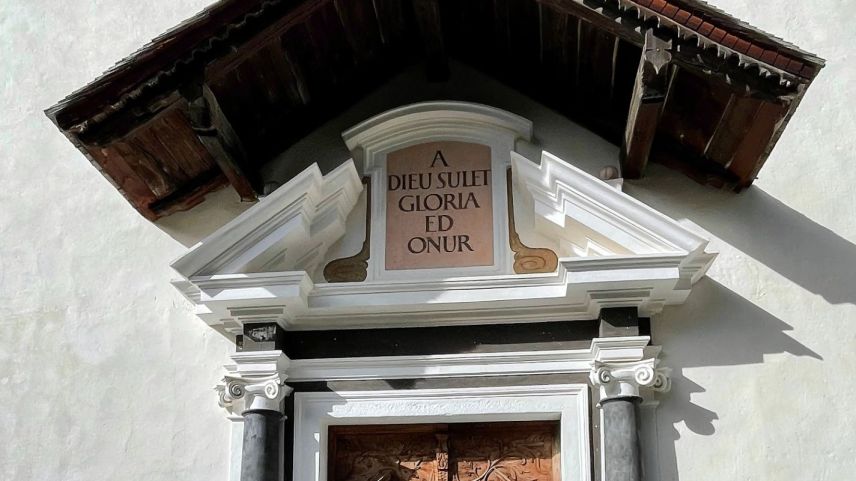 A
DIEU SULET
GLORIA
ED
ONUR